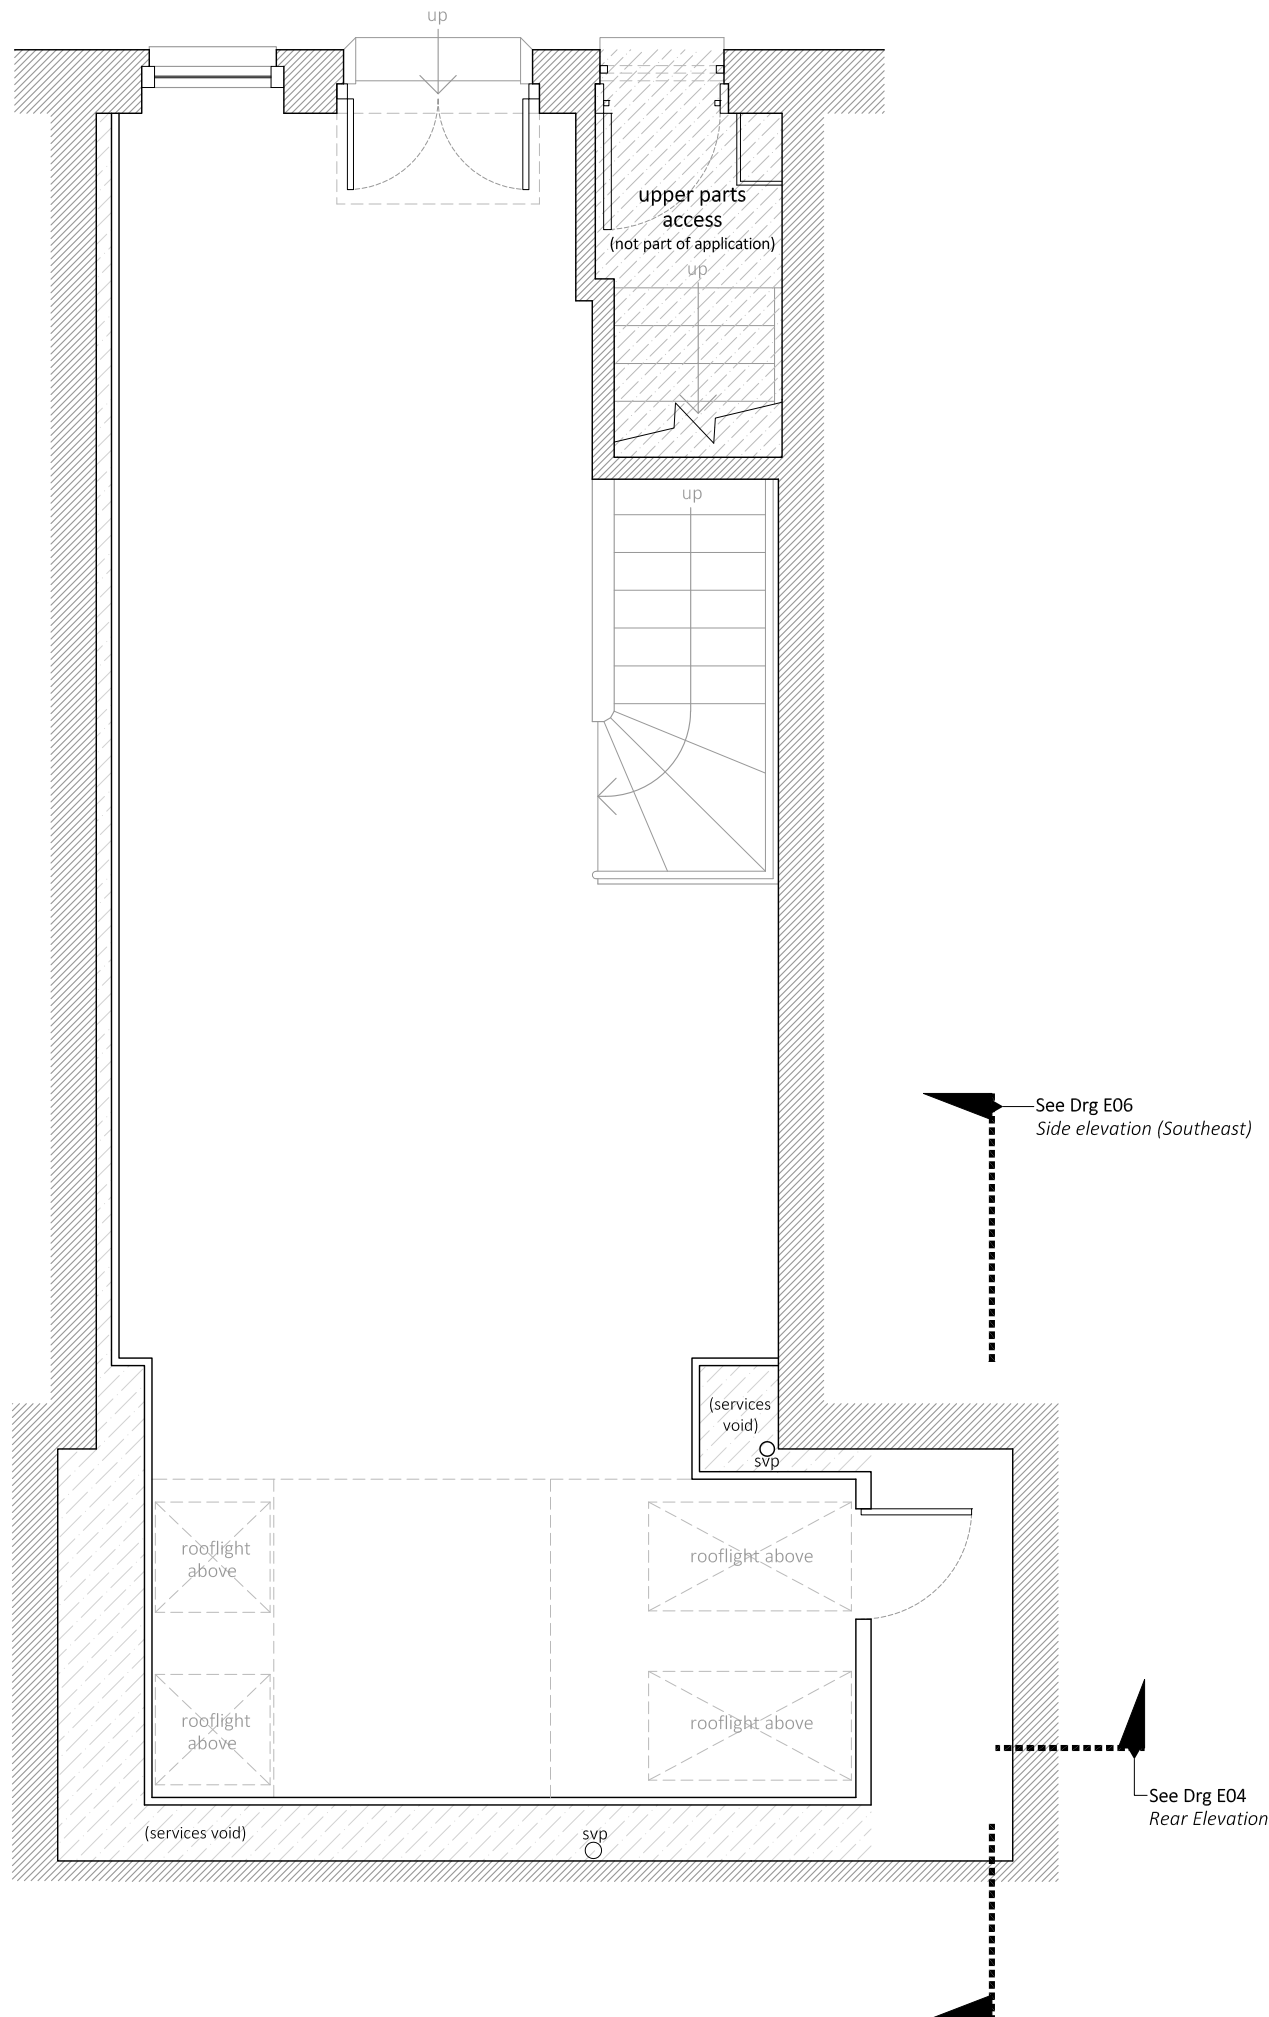 up
upper parts
access
(not part of application)
up
up
See Drg E06
Side elevation (Southeast)
(services
void)
svp
rooflight
above
rooflight above
rooflight
above
rooflight above
See Drg E04
Rear Elevation
(services void)
svp